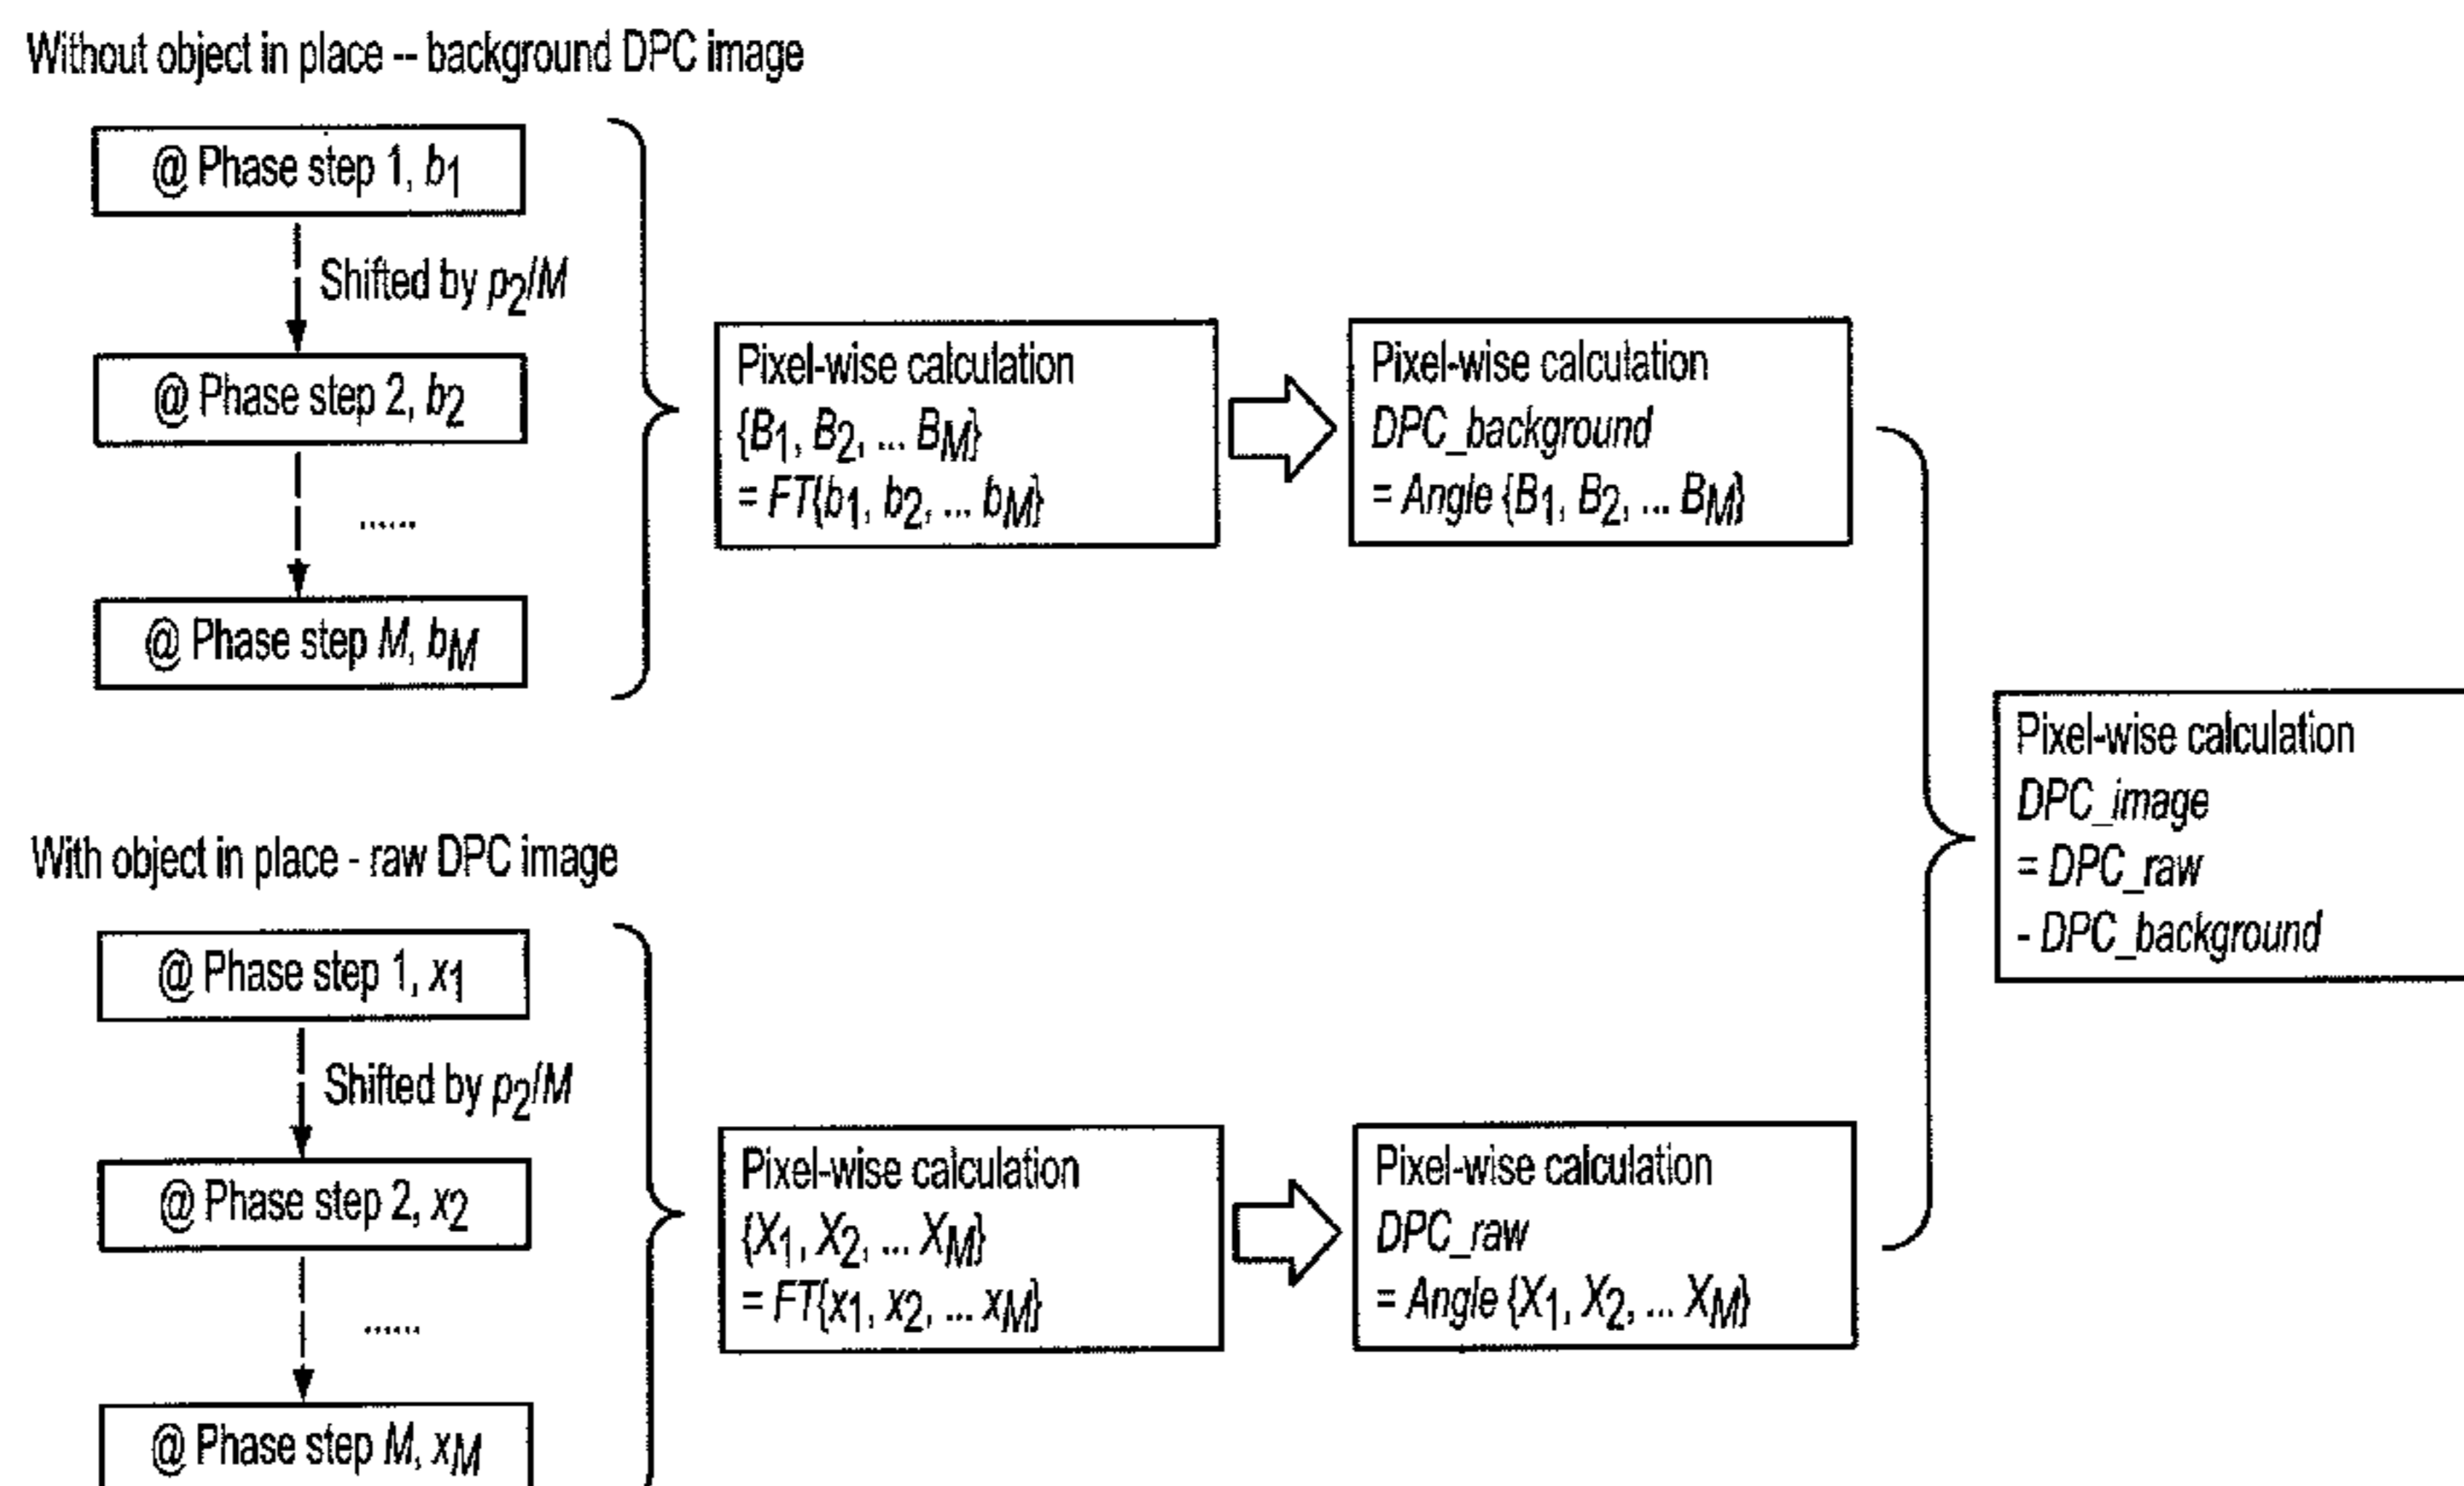 Without object in place -- background DPC image
@ Phase step 1, b1
Shifted by p2/M
@ Phase step 2, b2
......
@ Phase step M, bM
Pixel-wise calculation
{B1, B2, ... BM}
= FT{b1, b2, ... bM}
Pixel-wise calculation
DPC_background
= Angle {B1, B2, ... BM}
With object in place - raw DPC image
@ Phase step 1, x1
Shifted by p2/M
@ Phase step 2, x2
......
@ Phase step M, xM
Pixel-wise calculation
{X1, X2, ... XM}
= FT{x1, x2, ... xM}
Pixel-wise calculation
DPC_raw
= Angle {X1, X2, ... XM}
Pixel-wise calculation
DPC_image
= DPC_raw
- DPC_background